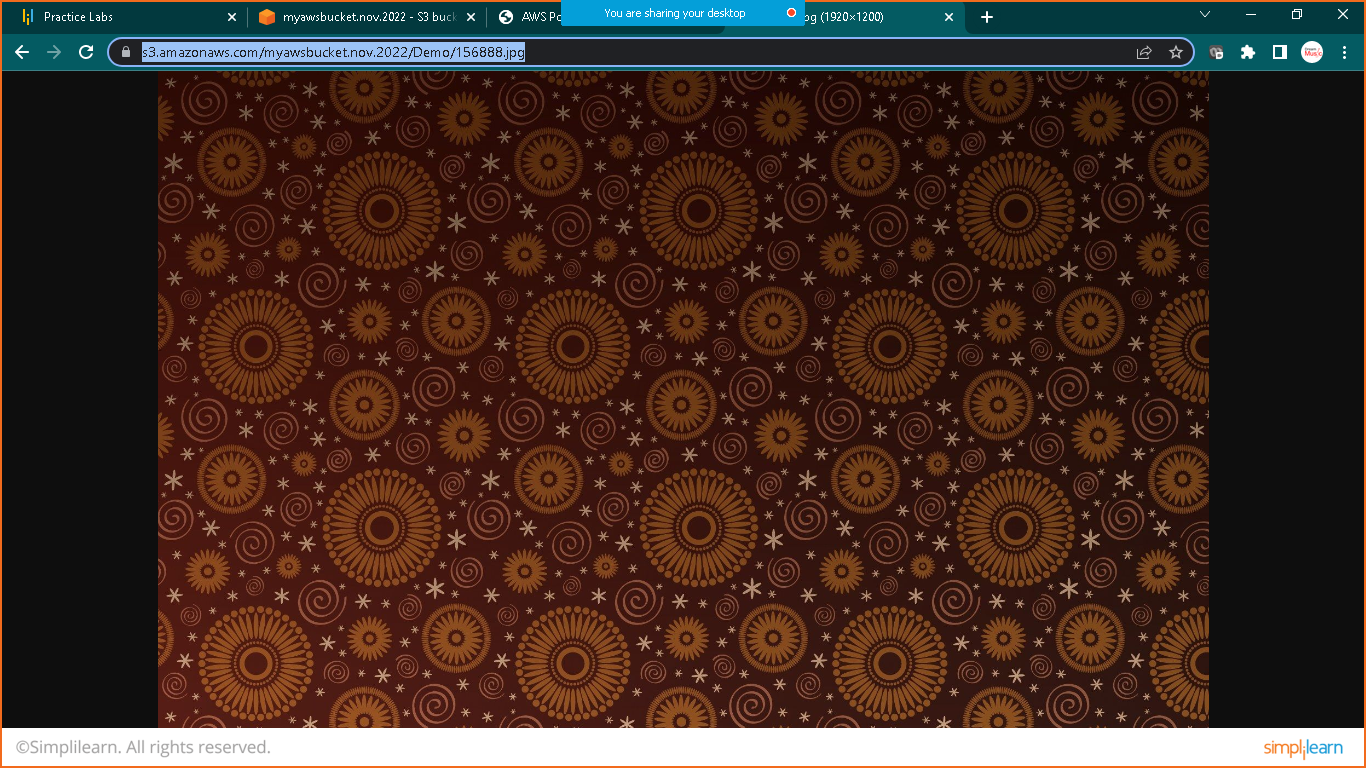 Practice Labs
myawsbucket.nov.2022 - S3 buck
AWS Po
You are sharing your desktop
pg (1920×1200)
s3.amazonaws.com/myawsbucket.nov.2022/Demo/156888.jpg
©Simplilearn. All rights reserved.
simplilearn